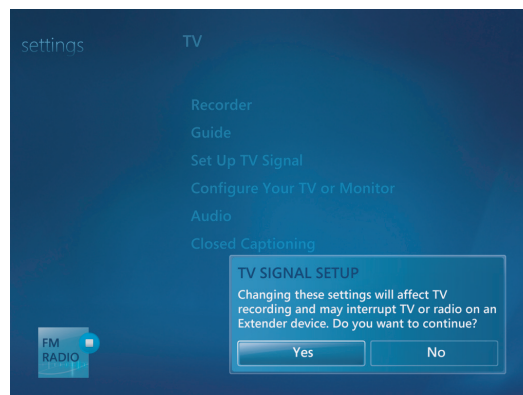 settings
TV
Recorder
Guide
Set Up TV Signal
Configure Your TV or Monitor
Audio
Closed Captioning
TV SIGNAL SETUP
Changing these settings will affect TV
recording and may interrupt TV or radio on an
Extender device. Do you want to continue?
Yes
No
FM
RADIO